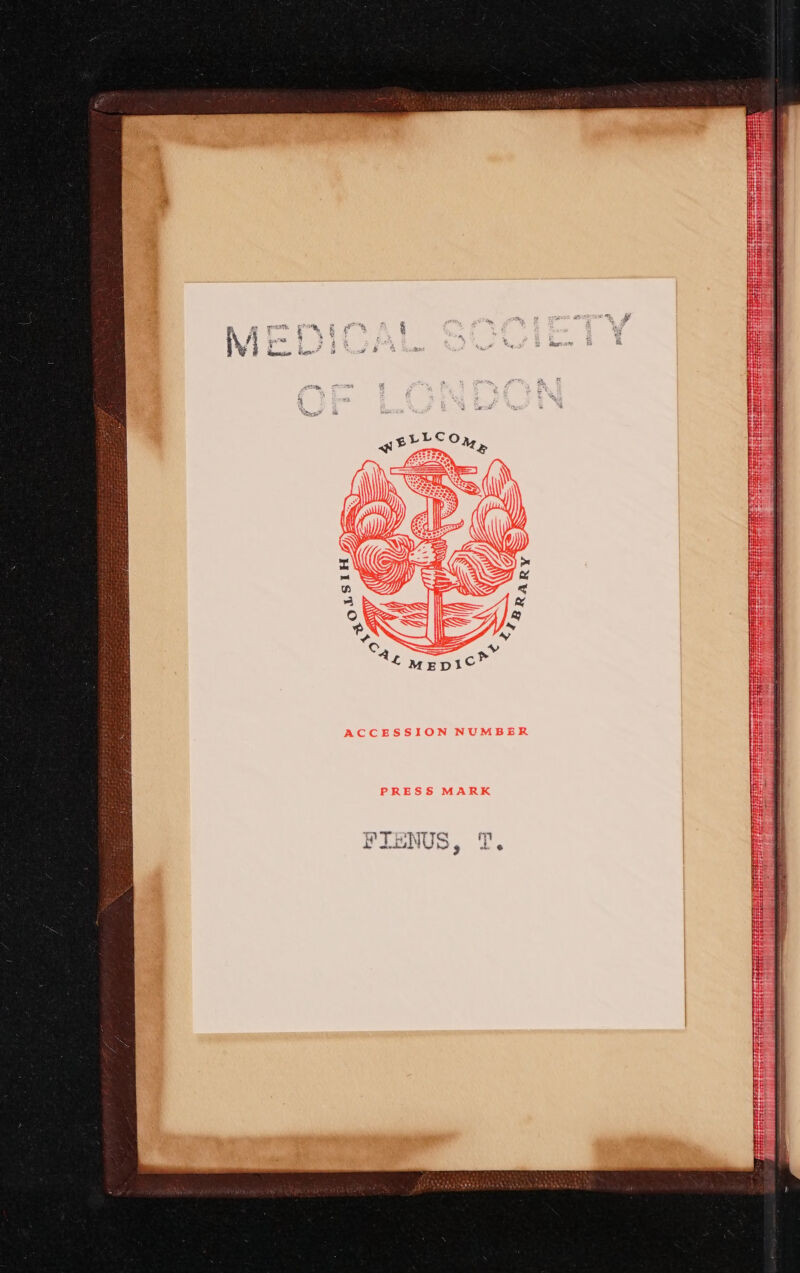 MEDICAL SOCIETY
OF LONDON
WELLCOME
HISTORICAL MEDICAL LIBRARY
ACCESSION NUMBER
PRESS MARK
FIENUS, T.